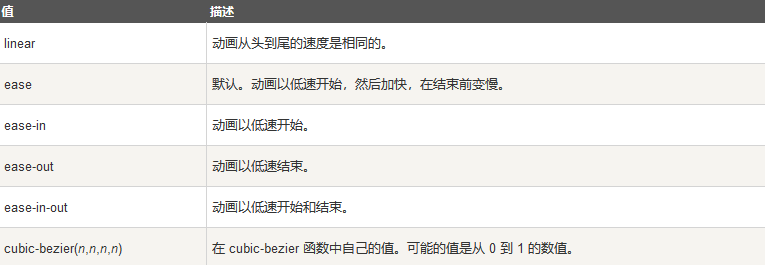 值 描述
linear 动画从头到尾的速度是相同的。
ease 默认。动画以低速开始，然后加快，在结束前变慢。
ease-in 动画以低速开始。
ease-out 动画以低速结束。
ease-in-out 动画以低速开始和结束。
cubic-bezier(n,n,n,n) 在 cubic-bezier 函数中自己的值。可能的值是从 0 到 1 的数值。